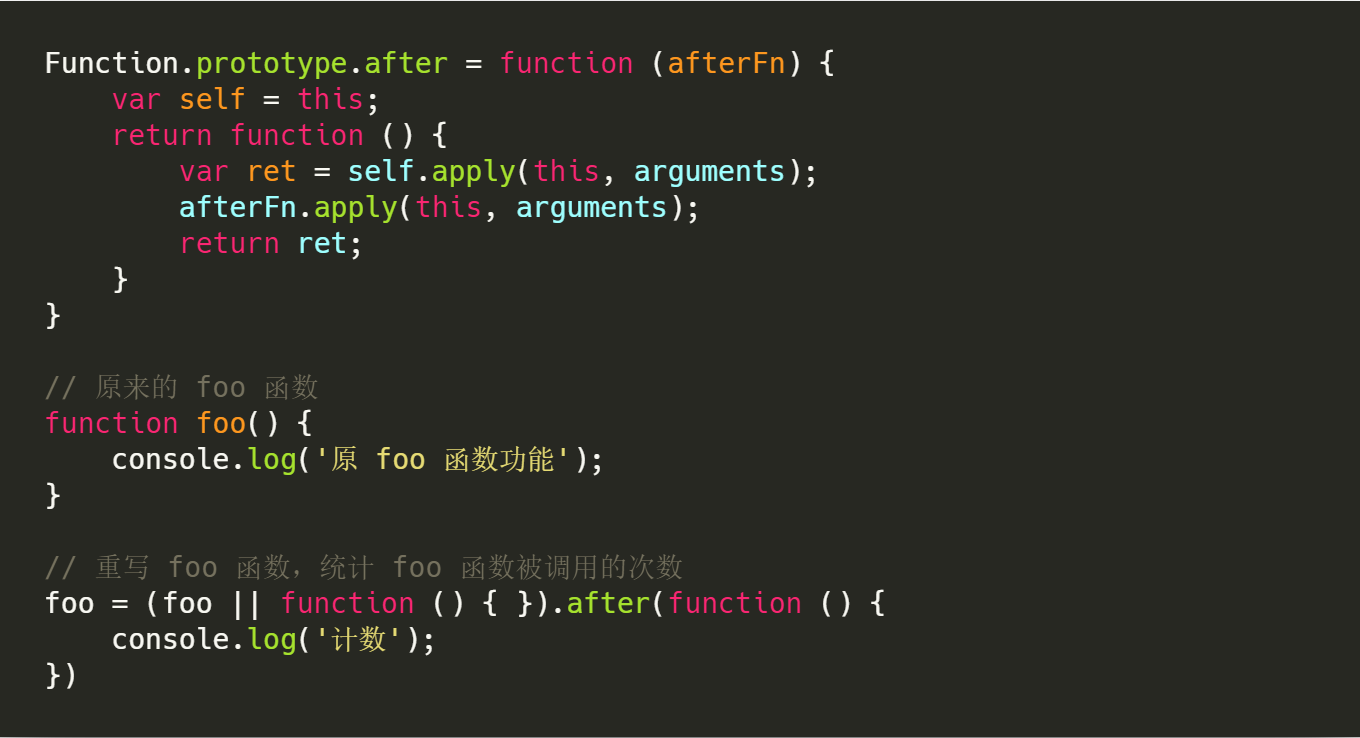 Function.prototype.after = function (afterFn) {
    var self = this;
    return function () {
        var ret = self.apply(this, arguments);
        afterFn.apply(this, arguments);
        return ret;
    }
}

// 原来的 foo 函数
function foo() {
    console.log('原 foo 函数功能');
}

// 重写 foo 函数，统计 foo 函数被调用的次数
foo = (foo || function () { }).after(function () {
    console.log('计数');
})